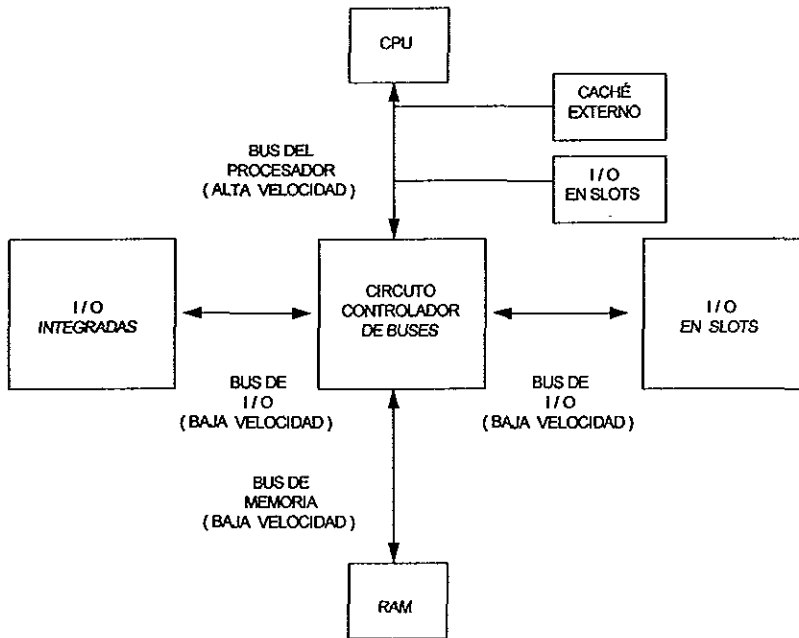 CPU
CACHÉ
EXTERNO
BUS DEL
PROCESADOR
( ALTA VELOCIDAD )
I / O
EN SLOTS
I / O
INTEGRADAS
CIRCUTO
CONTROLADOR
DE BUSES
I / O
EN SLOTS
BUS DE
I / O
( BAJA VELOCIDAD )
BUS DE
I / O
( BAJA VELOCIDAD )
BUS DE
MEMORIA
( BAJA VELOCIDAD )
RAM